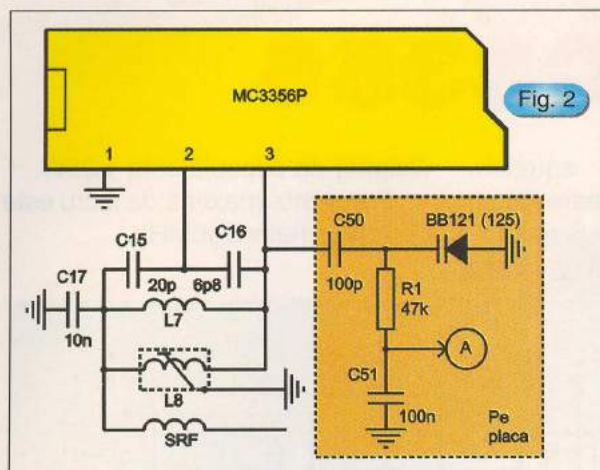 MC3356P
Fig. 2
1
2
3
C15
C16
C50
BB121 (125)
C17
20p
6p8
100p
R1
47k
L7
10n
A
L8
C51
100n
SRF
Pe
placa